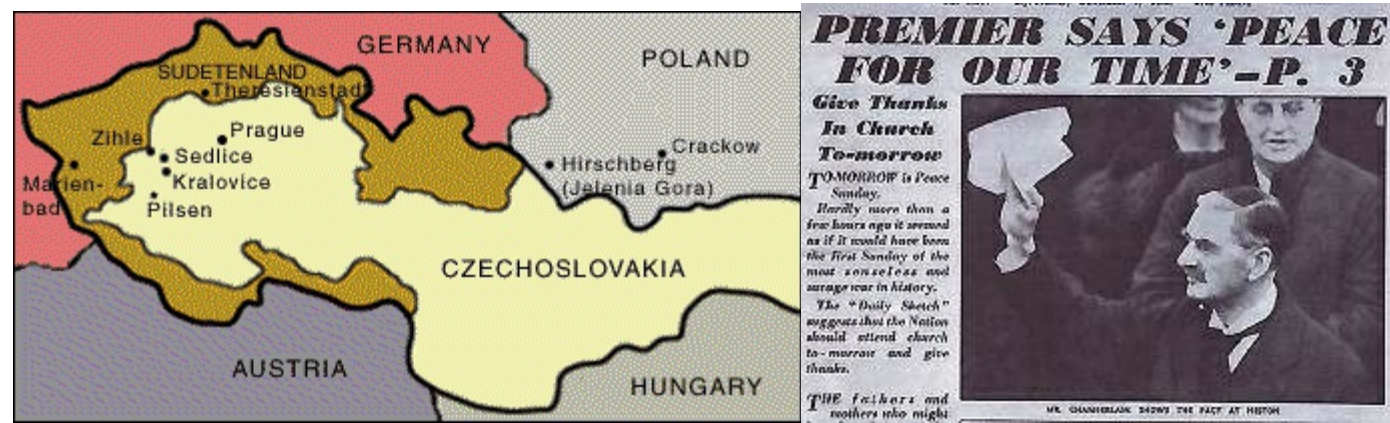 GERMANY
POLAND
SUDETENLAND
Theresienstadt
Zihle
Prague
Crackow
Sedlice
Hirschberg
(Jelenia Gora)
Marien-
bad
Kralovice
Pilsen
CZECHOSLOVAKIA
AUSTRIA
HUNGARY
PREMIER SAYS ‘PEACE
FOR OUR TIME’–P. 3
Give Thanks
In Church
To-morrow
TO-MORROW is Peace
Sunday.
Hardly more than a
few hours ago it seemed
as if it would have been
the first Sunday of the
most senseless and
savage war in history.
The "Daily Sketch"
suggests that the Nation
should attend church
to-morrow and give
thanks.
THE fathers and
mothers who might
MR. CHAMBERLAIN SHOWS THE PACT AT HESTON